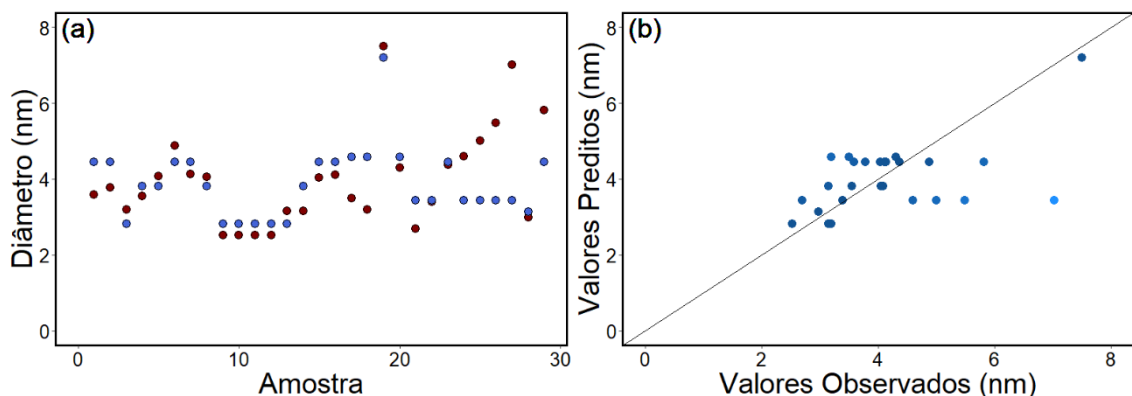 (a)
Diâmetro (nm)
8
6
4
2
0
0 10 20 30
Amostra
(b)
Valores Preditos (nm)
8
6
4
2
0
0 2 4 6 8
Valores Observados (nm)